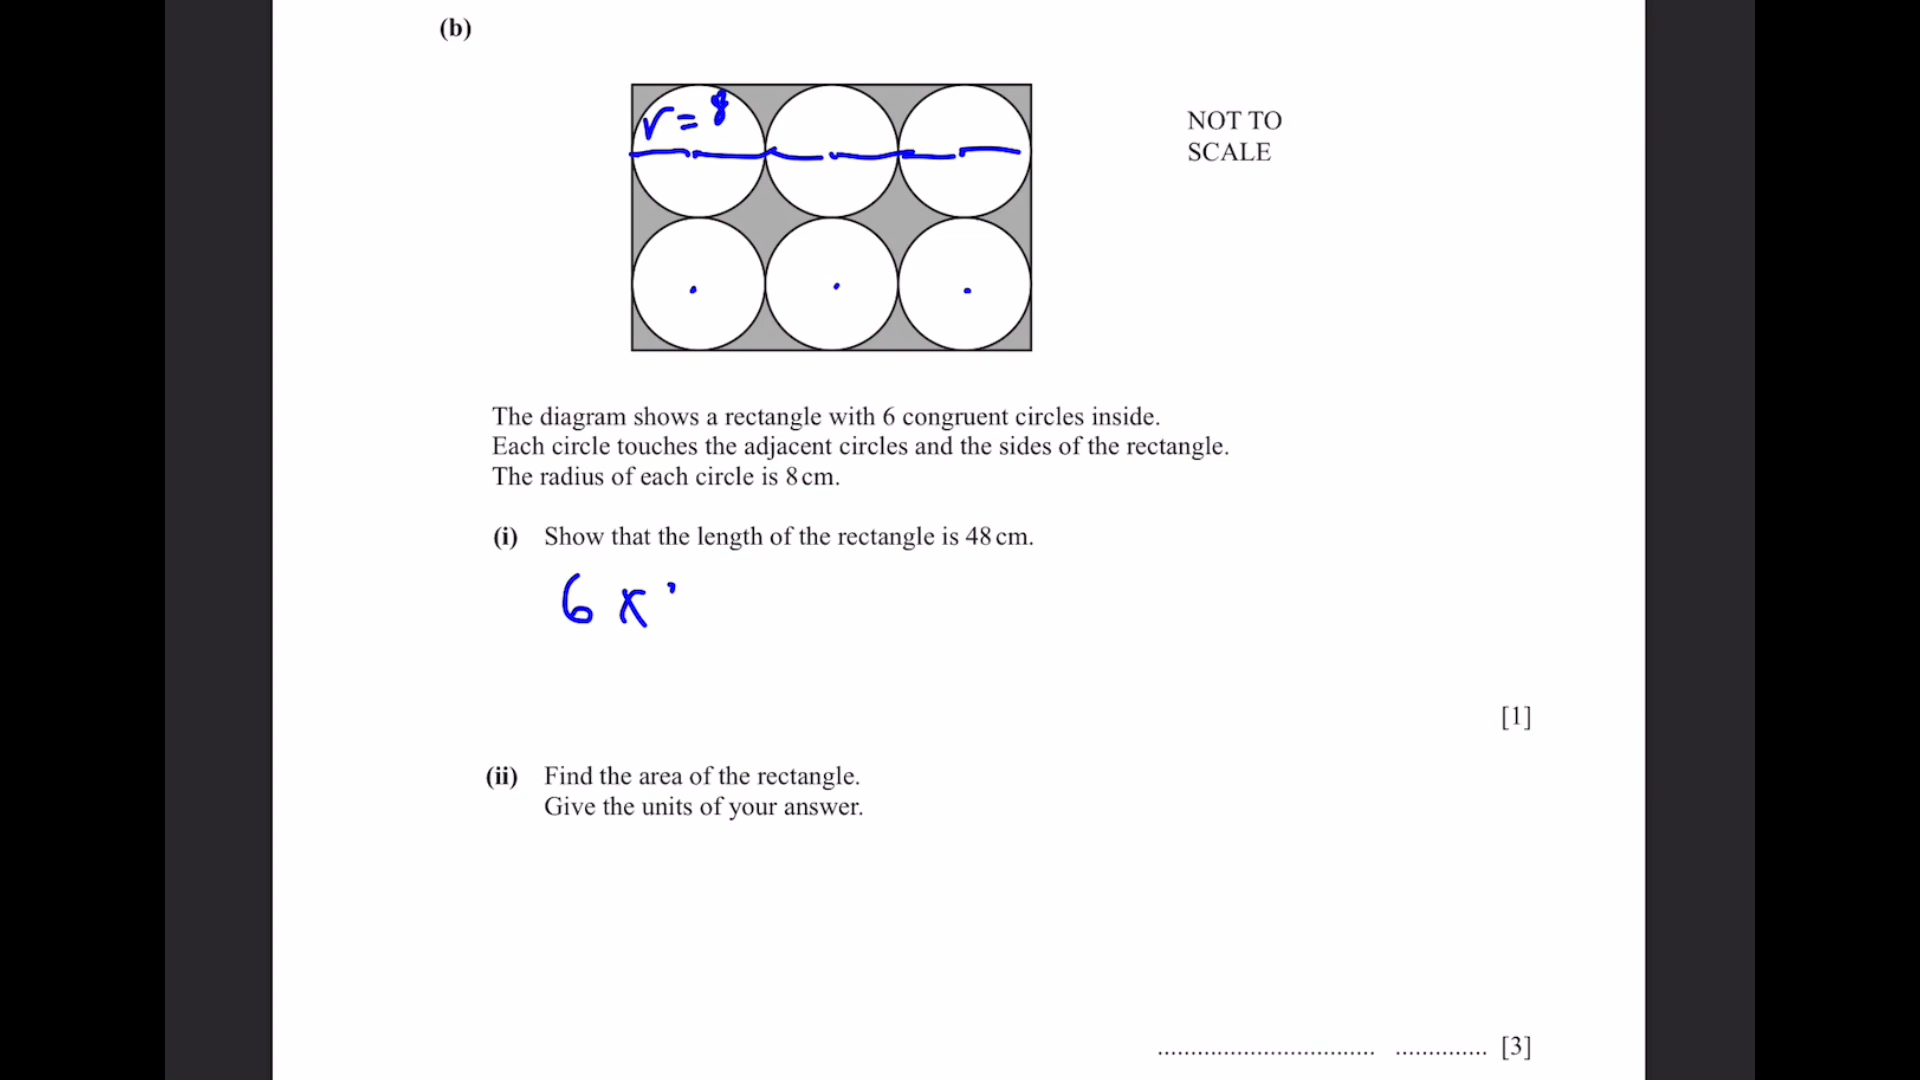 (b)
r = 8
NOT TO
SCALE
The diagram shows a rectangle with 6 congruent circles inside.
Each circle touches the adjacent circles and the sides of the rectangle.
The radius of each circle is 8 cm.
(i) Show that the length of the rectangle is 48 cm.
6 x
[1]
(ii) Find the area of the rectangle.
Give the units of your answer.
................................. .............. [3]